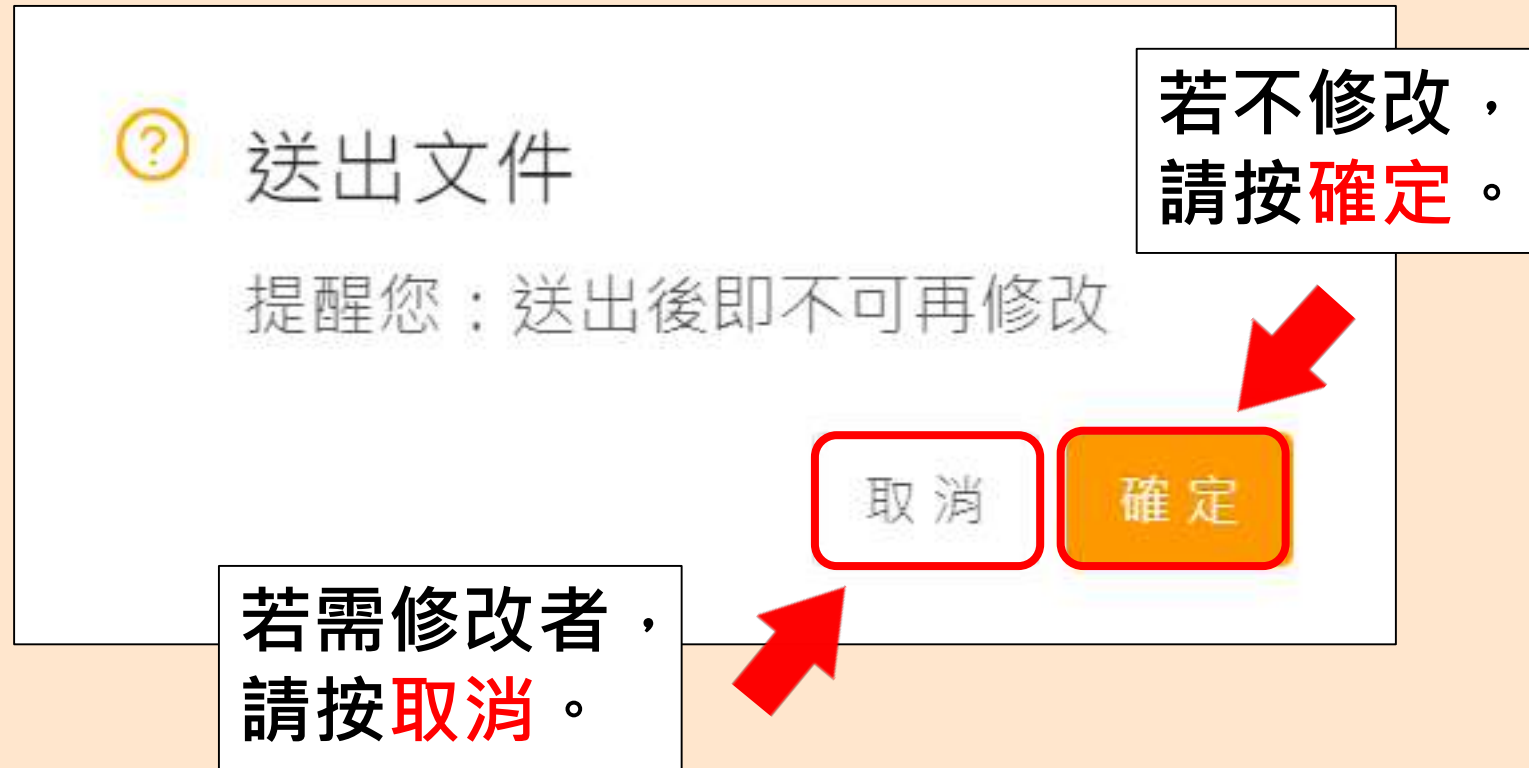 若不修改，
請按確定。
送出文件
提醒您：送出後即不可再修改
取消
確定
若需修改者，
請按取消。